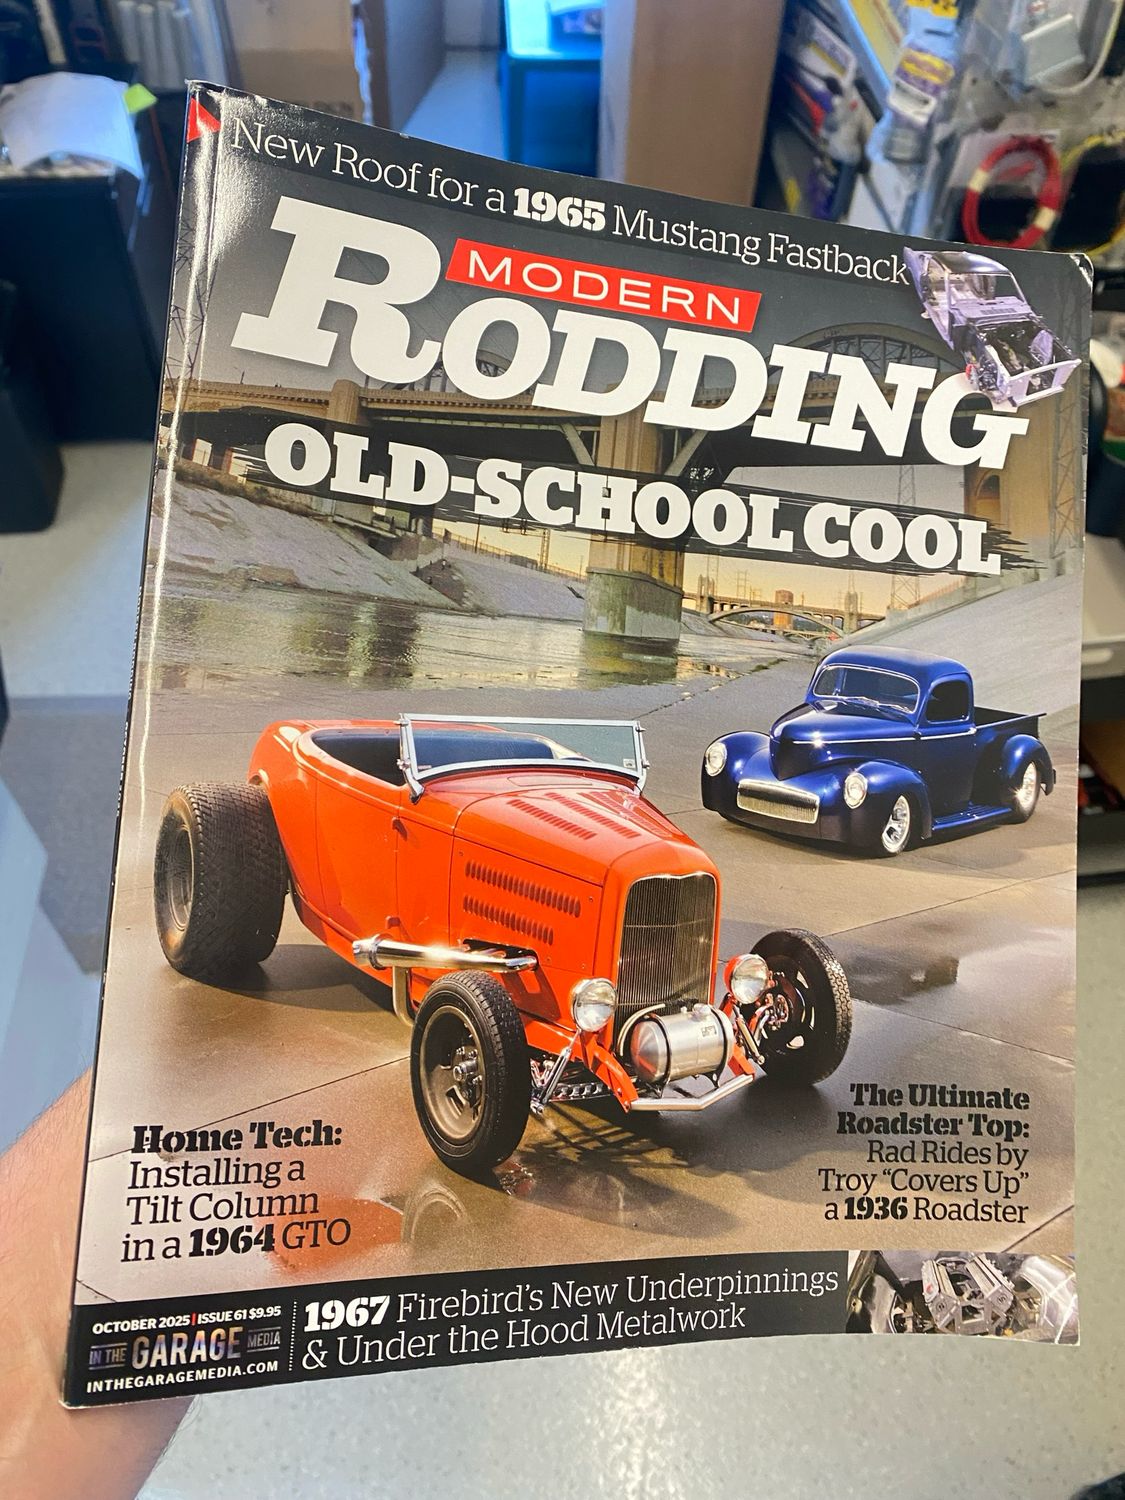 New Roof for a 1965 Mustang Fastback
MODERN
RODDING
OLD-SCHOOL COOL
Home Tech:
Installing a
Tilt Column
in a 1964 GTO
The Ultimate
Roadster Top:
Rad Rides by
Troy “Covers Up”
a 1936 Roadster
OCTOBER 2025 | ISSUE 61 $9.95
IN THE GARAGE MEDIA
INTHEGARAGEMEDIA.COM
1967 Firebird’s New Underpinnings
& Under the Hood Metalwork